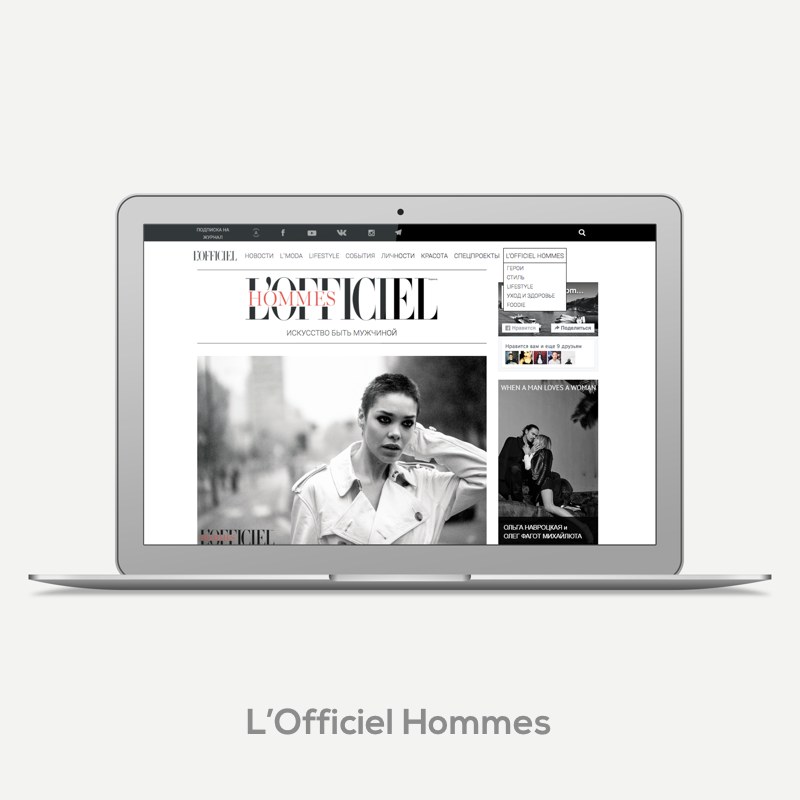 ПОДПИСКА НА
ЖУРНАЛ
L'OFFICIEL НОВОСТИ L'MODA LIFESTYLE СОБЫТИЯ ЛИЧНОСТИ КРАСОТА СПЕЦПРОЕКТЫ L'OFFICIEL HOMMES
ГЕРОИ
СТИЛЬ
LIFESTYLE
УХОД И ЗДОРОВЬЕ
FOODIE
L'OFFICIEL
HOMMES
ИСКУССТВО БЫТЬ МУЖЧИНОЙ
om...
Нравится Поделиться
Нравится вам и еще 9 друзьям
WHEN A MAN LOVES A WOMAN
ОЛЬГА НАВРОЦКАЯ и
ОЛЕГ ФАГОТ МИХАЙЛЮТА
L'OFFICIEL
L'Officiel Hommes